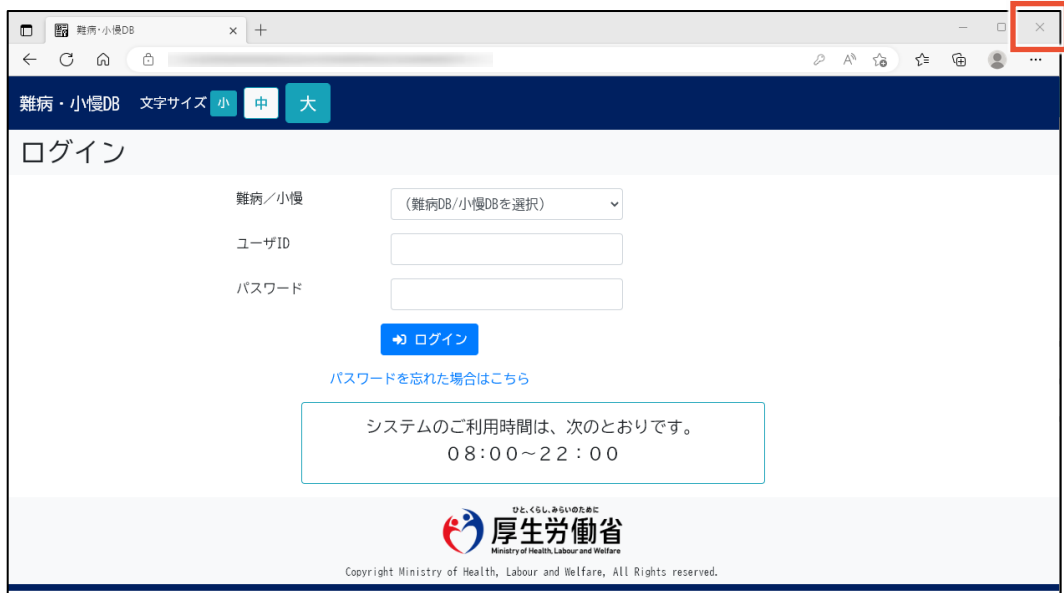 難病・小慢DB
難病・小慢DB 文字サイズ 小 中 大
ログイン
難病／小慢 (難病DB/小慢DBを選択)
ユーザID
パスワード
ログイン
パスワードを忘れた場合はこちら
システムのご利用時間は、次のとおりです。
０８：００～２２：００
ひと、くらし、みらいのために
厚生労働省
Ministry of Health, Labour and Welfare
Copyright Ministry of Health, Labour and Welfare, All Rights reserved.